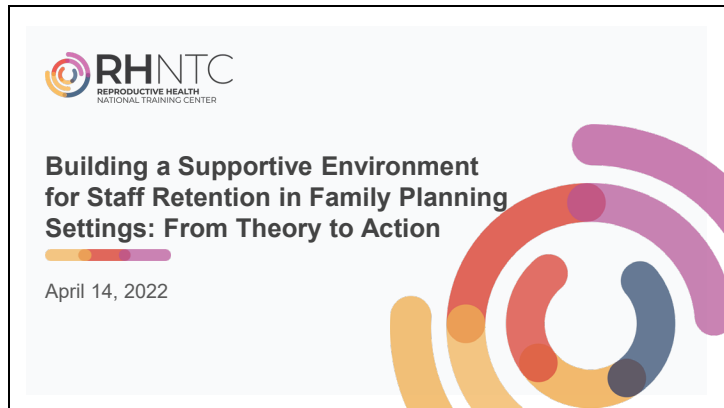 RHNTC
REPRODUCTIVE HEALTH
NATIONAL TRAINING CENTER
Building a Supportive Environment
for Staff Retention in Family Planning
Settings: From Theory to Action
April 14, 2022